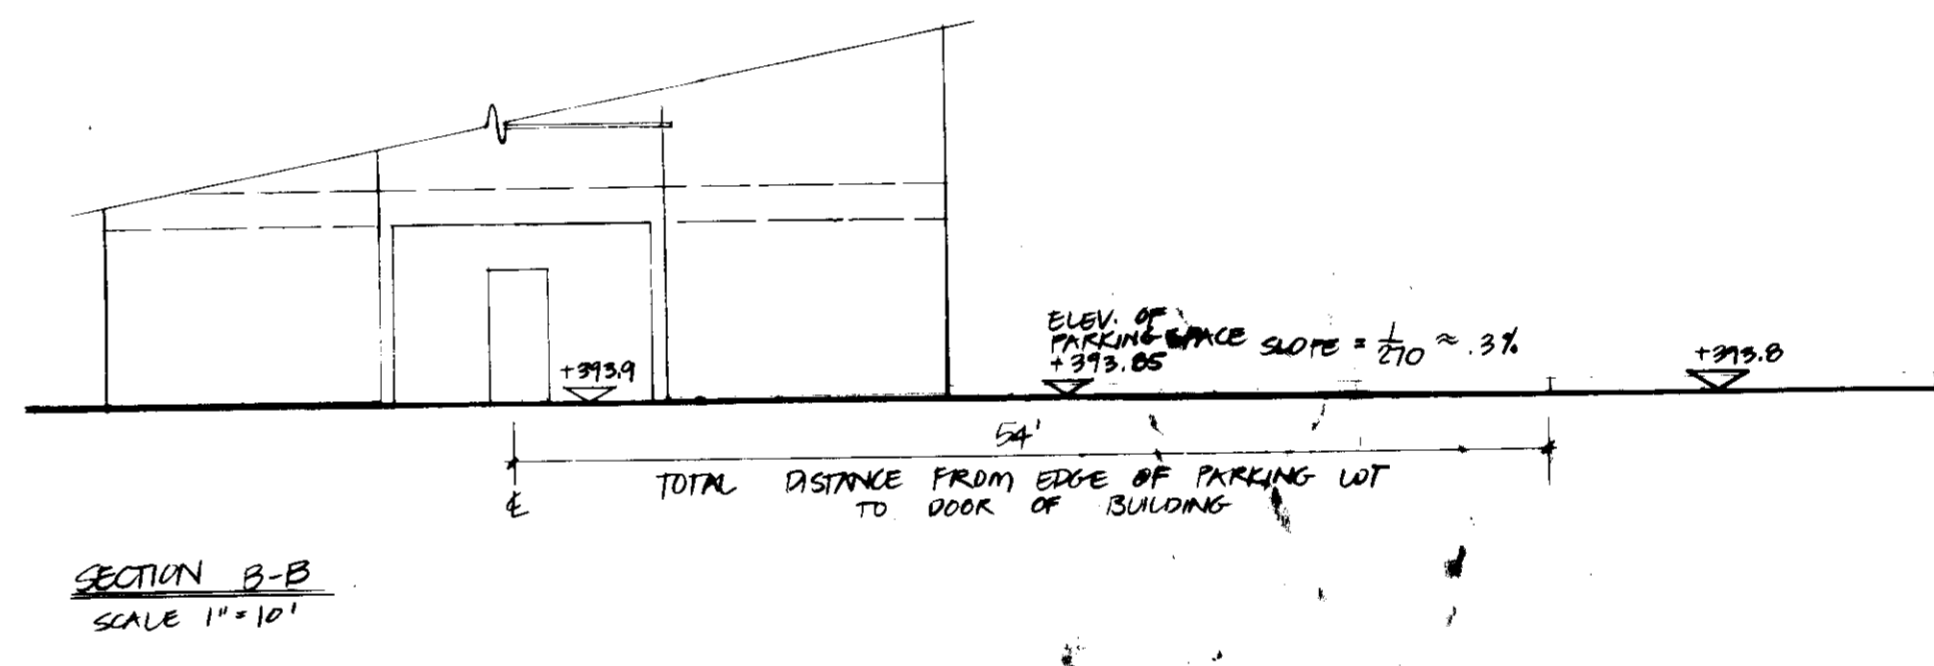 ELEV. OF
PARKING SPACE
+393.85
SLOPE = 1/270 ≈ .3%
+393.9
+393.8
54'
TOTAL DISTANCE FROM EDGE OF PARKING LOT
TO DOOR OF BUILDING
℄
SECTION B-B
SCALE 1"=10'